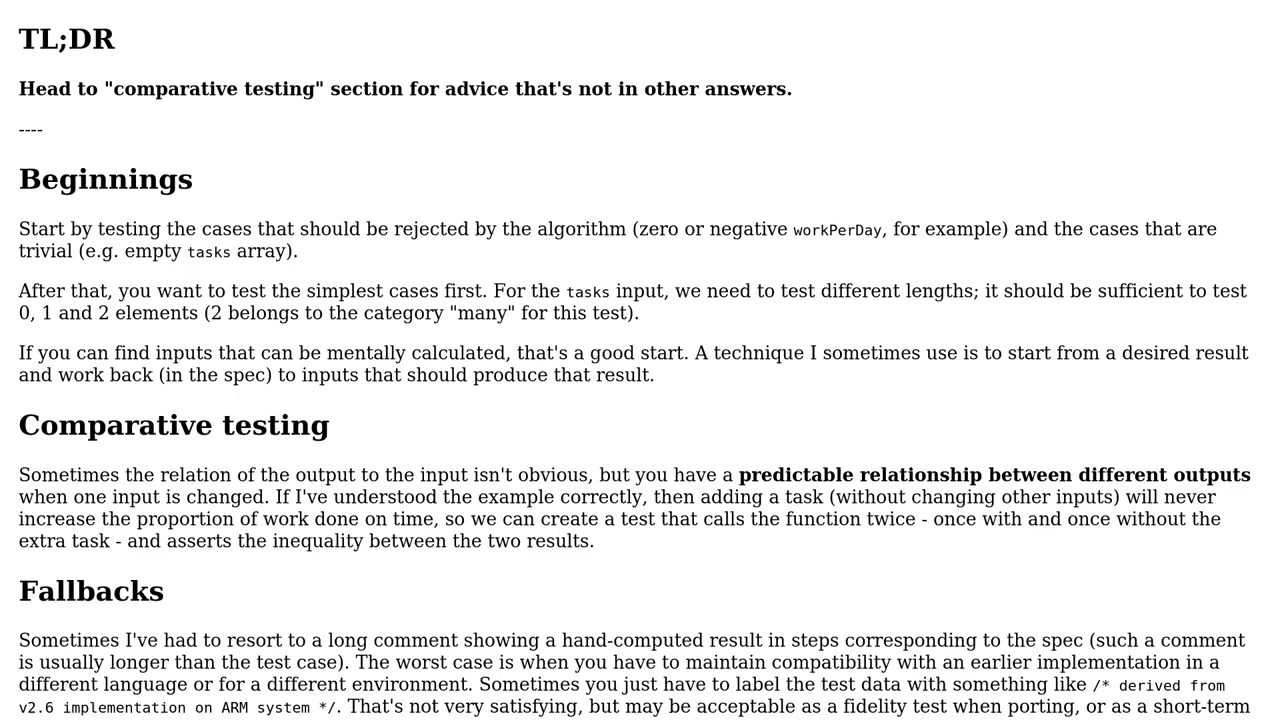 TL;DR
Head to "comparative testing" section for advice that's not in other answers.
----
Beginnings
Start by testing the cases that should be rejected by the algorithm (zero or negative workPerDay, for example) and the cases that are
trivial (e.g. empty tasks array).
After that, you want to test the simplest cases first. For the tasks input, we need to test different lengths; it should be sufficient to test
0, 1 and 2 elements (2 belongs to the category "many" for this test).
If you can find inputs that can be mentally calculated, that's a good start. A technique I sometimes use is to start from a desired result
and work back (in the spec) to inputs that should produce that result.
Comparative testing
Sometimes the relation of the output to the input isn't obvious, but you have a predictable relationship between different outputs
when one input is changed. If I've understood the example correctly, then adding a task (without changing other inputs) will never
increase the proportion of work done on time, so we can create a test that calls the function twice - once with and once without the
extra task - and asserts the inequality between the two results.
Fallbacks
Sometimes I've had to resort to a long comment showing a hand-computed result in steps corresponding to the spec (such a comment
is usually longer than the test case). The worst case is when you have to maintain compatibility with an earlier implementation in a
different language or for a different environment. Sometimes you just have to label the test data with something like /* derived from
v2.6 implementation on ARM system */. That's not very satisfying, but may be acceptable as a fidelity test when porting, or as a short-term